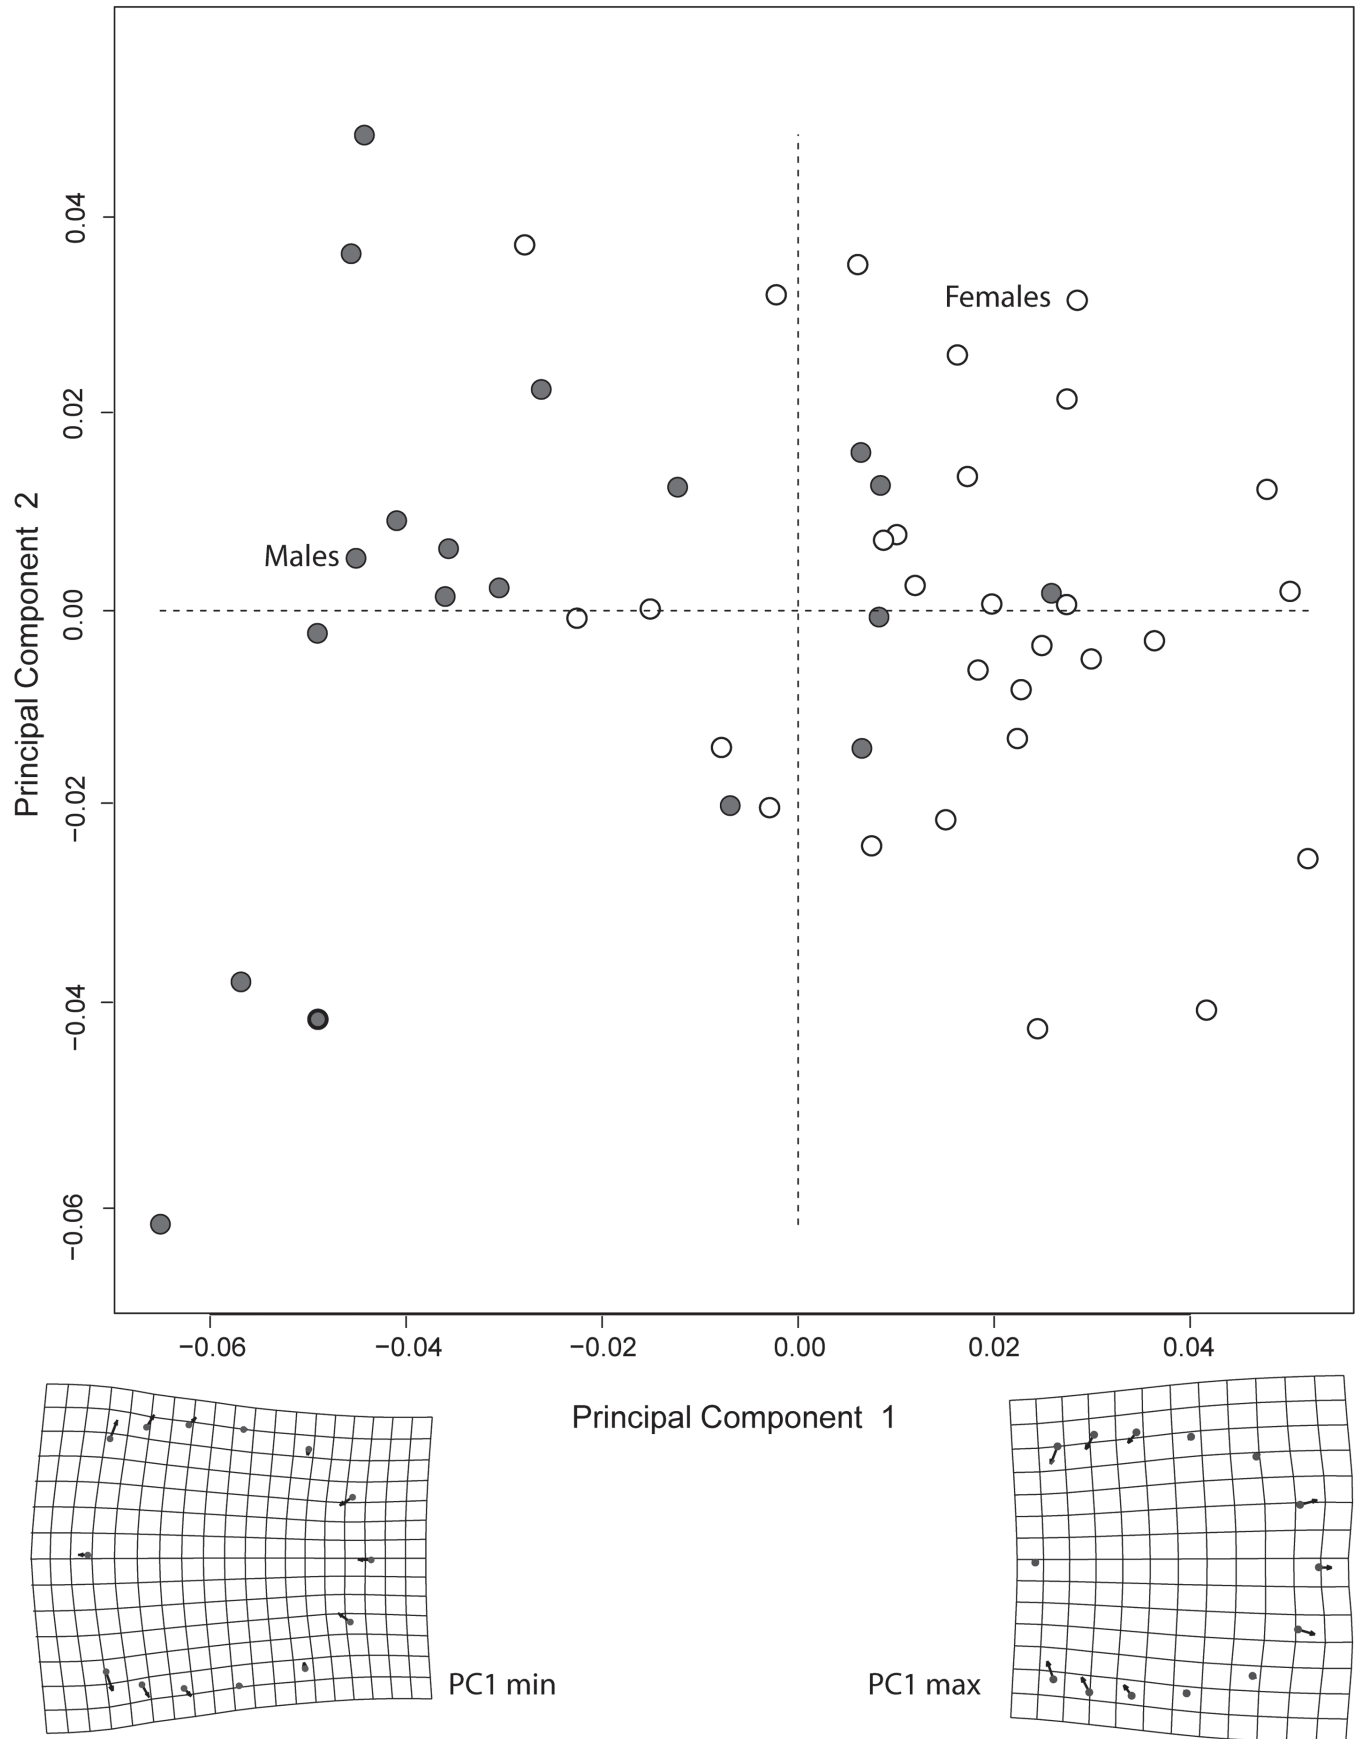 0.04
0.02
0.00
−0.02
−0.04
−0.06
Principal Component 2
Females
Males
−0.06 −0.04 −0.02 0.00 0.02 0.04
Principal Component 1
PC1 min
PC1 max